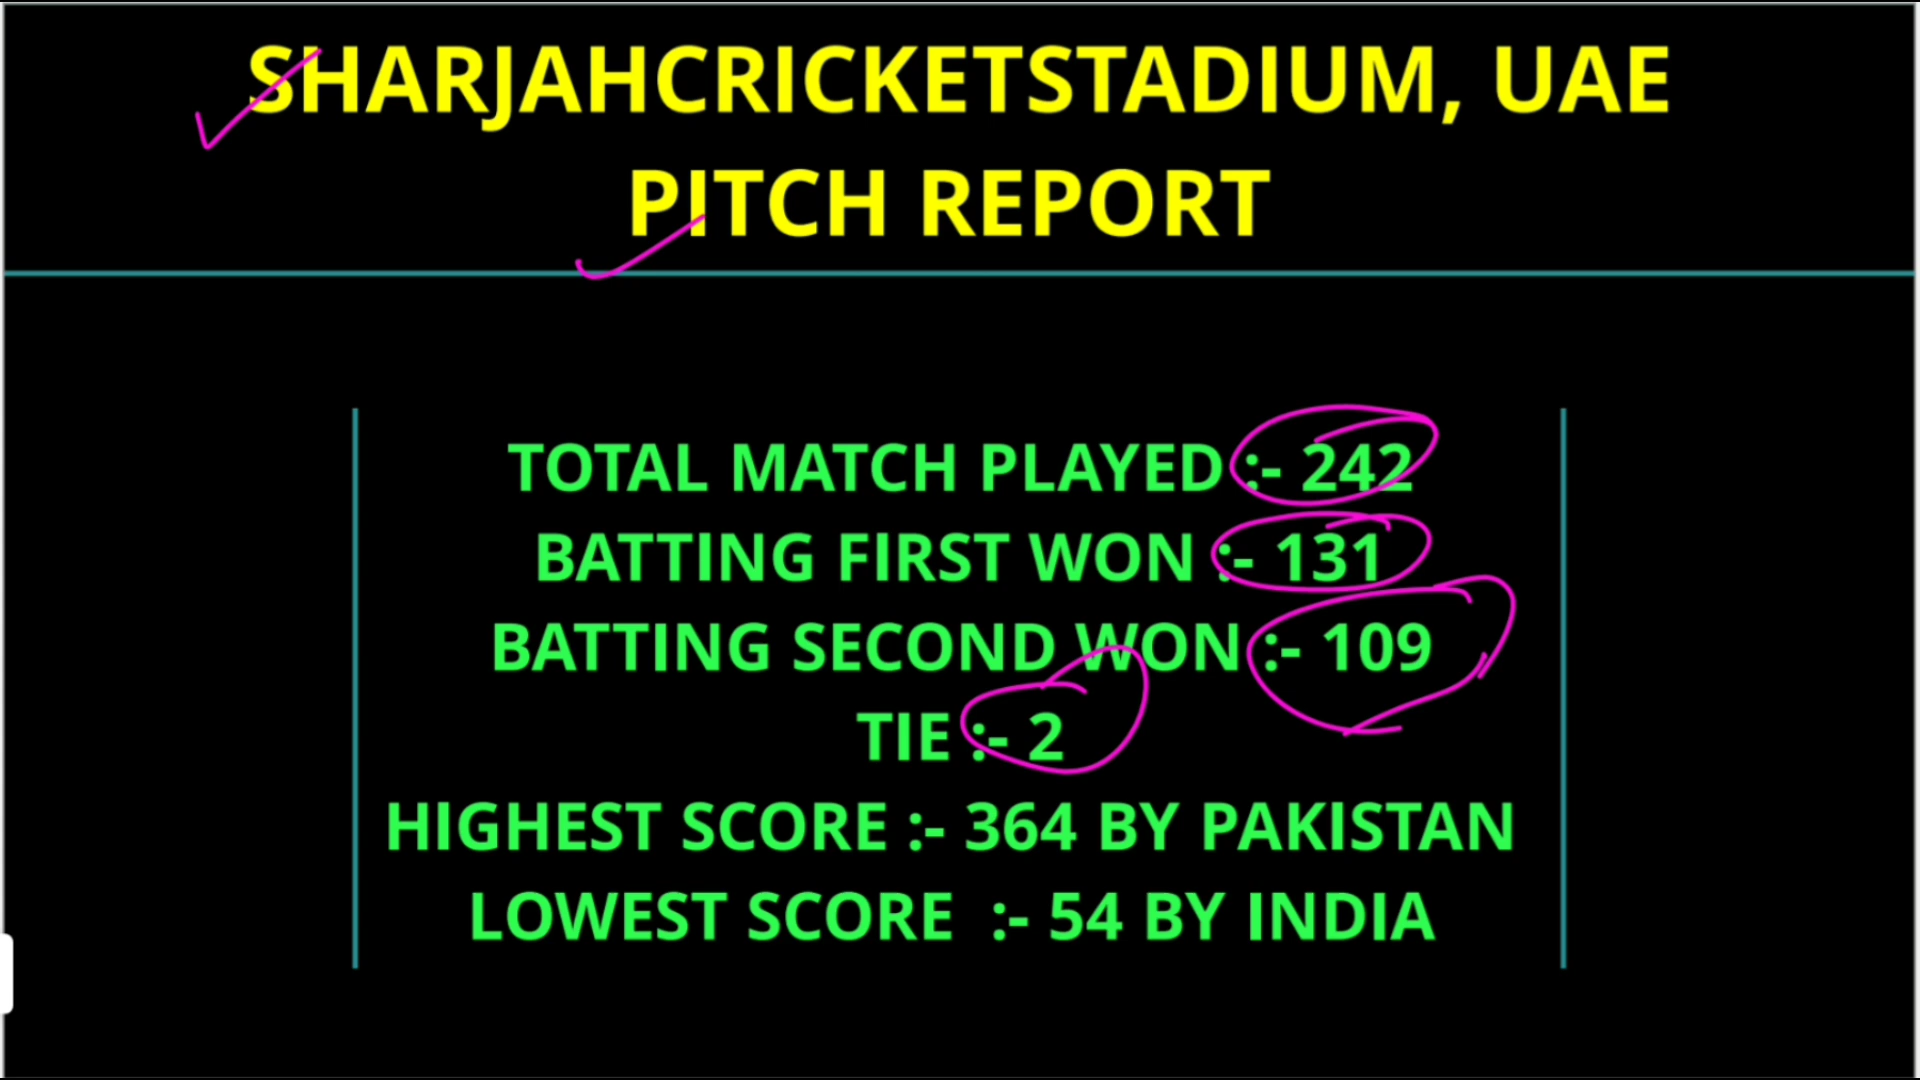 SHARJAHCRICKETSTADIUM, UAE
PITCH REPORT
TOTAL MATCH PLAYED :- 242
BATTING FIRST WON :- 131
BATTING SECOND WON :- 109
TIE :- 2
HIGHEST SCORE :- 364 BY PAKISTAN
LOWEST SCORE :- 54 BY INDIA